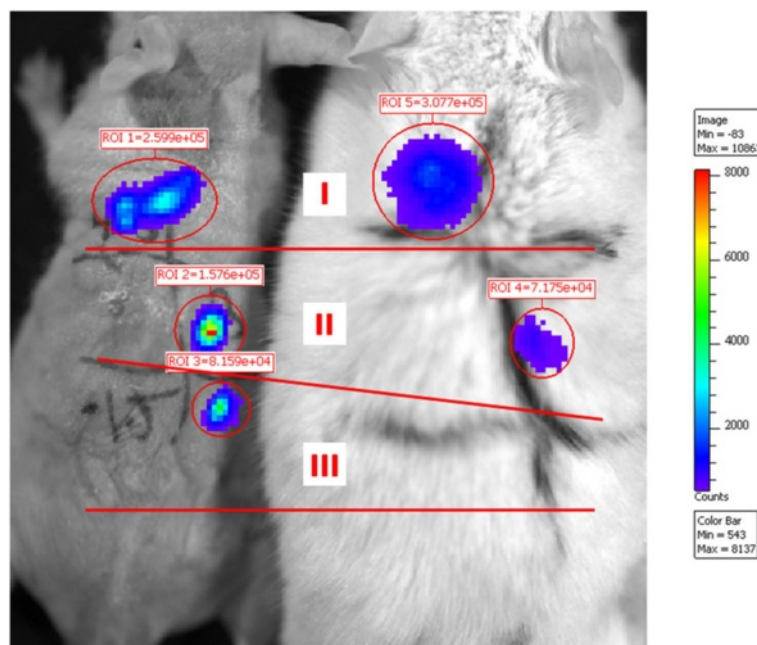 ROI 5=3.077e+05
ROI 1=2.599e+05
I
ROI 2=1.576e+05
ROI 4=7.175e+04
II
ROI 3=8.159e+04
III
Image
Min = -83
Max = 1086
8000
6000
4000
2000
Counts
Color Bar
Min = 543
Max = 8137